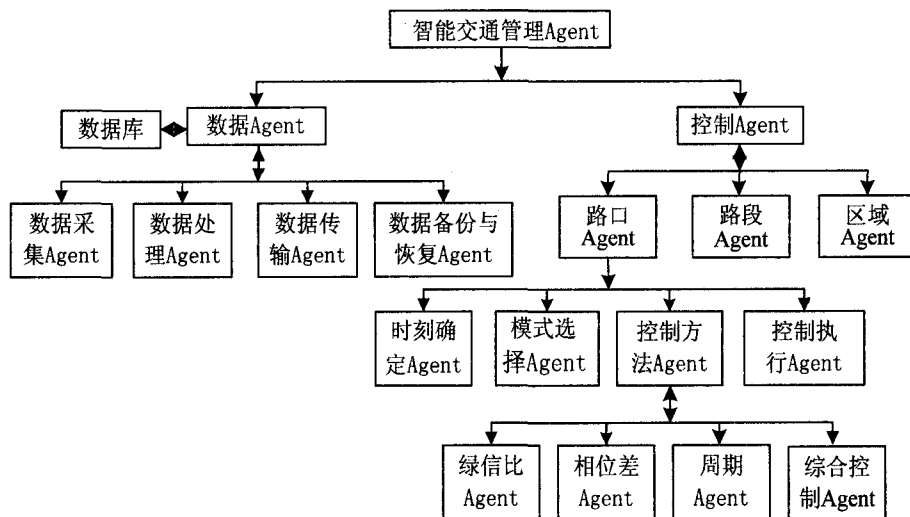 智能交通管理Agent
数据库
数据Agent
控制Agent
数据采
集Agent
数据处
理Agent
数据传
输Agent
数据备份与
恢复Agent
路口
Agent
路段
Agent
区域
Agent
时刻确
定Agent
模式选
择Agent
控制方
法Agent
控制执
行Agent
绿信比
Agent
相位差
Agent
周期
Agent
综合控
制Agent